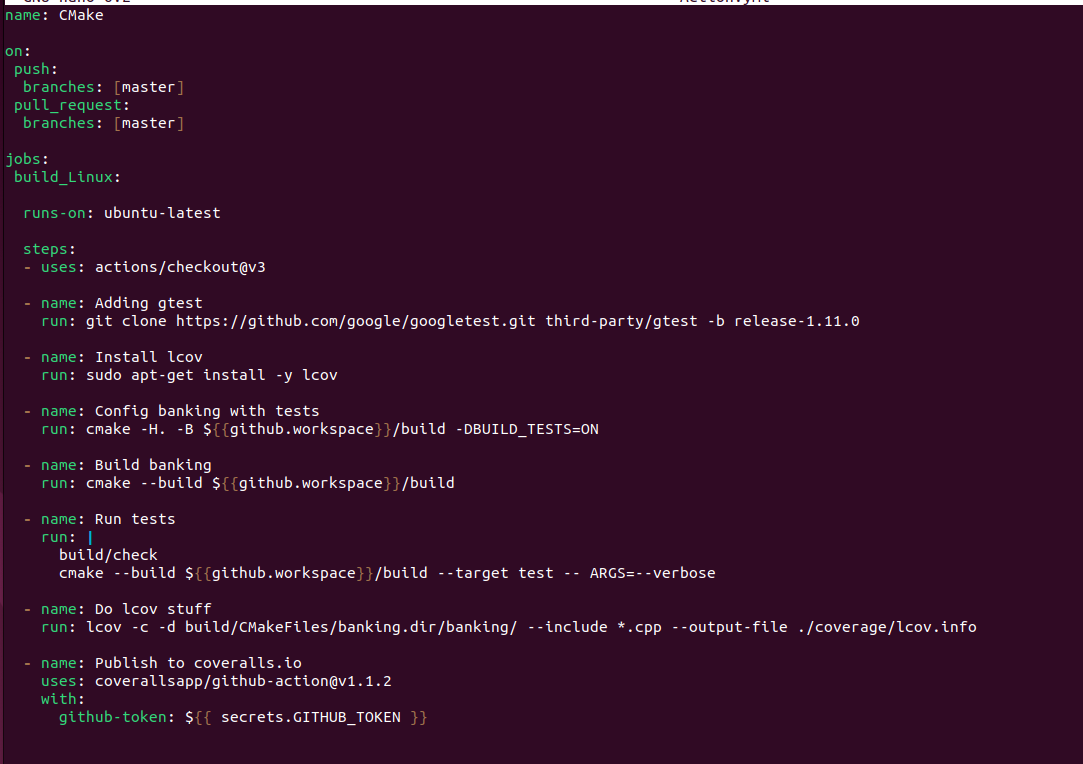 name: CMake
on:
 push:
  branches: [master]
 pull_request:
  branches: [master]
jobs:
 build_Linux:
  runs-on: ubuntu-latest
  steps:
  - uses: actions/checkout@v3
  - name: Adding gtest
    run: git clone https://github.com/google/googletest.git third-party/gtest -b release-1.11.0
  - name: Install lcov
    run: sudo apt-get install -y lcov
  - name: Config banking with tests
    run: cmake -H. -B ${{github.workspace}}/build -DBUILD_TESTS=ON
  - name: Build banking
    run: cmake --build ${{github.workspace}}/build
  - name: Run tests
    run: |
      build/check
      cmake --build ${{github.workspace}}/build --target test -- ARGS=--verbose
  - name: Do lcov stuff
    run: lcov -c -d build/CMakeFiles/banking.dir/banking/ --include *.cpp --output-file ./coverage/lcov.info
  - name: Publish to coveralls.io
    uses: coverallsapp/github-action@v1.1.2
    with:
      github-token: ${{ secrets.GITHUB_TOKEN }}